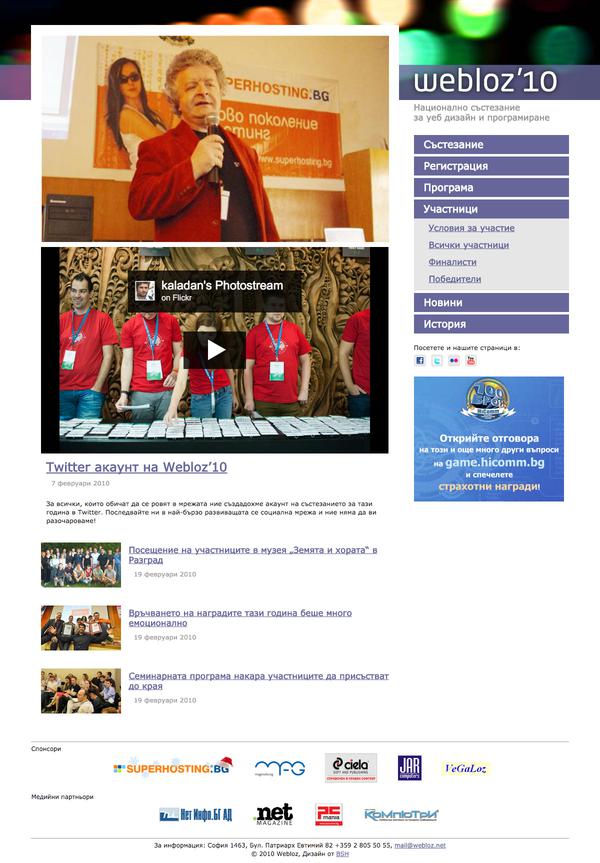 SUPERHOSTING.BG
ово поколение
стинг
www.superhosting.bg
webloz'10
Национално състезание
за уеб дизайн и програмиране
Състезание
Регистрация
Програма
Участници
Условия за участие
Всички участници
Финалисти
Победители
Новини
История
Посетете и нашите страници в:
Открийте отговора
на този и още много други въпроси
на game.hicomm.bg
и спечелете
страхотни награди!
kaladan's Photostream
on Flickr
Twitter акаунт на Webloz'10
7 февруари 2010
За всички, които обичат да се ровят в мрежата ние създадохме акаунт на състезанието за тази
година в Twitter. Последвайте ни в най-бързо развиващата се социална мрежа и ние няма да ви
разочароваме!
Посещение на участниците в музея „Земята и хората“ в
Разград
19 февруари 2010
Връчването на наградите тази година беше много
емоционално
19 февруари 2010
Семинарната програма накара участниците да присъстват
до края
19 февруари 2010
Спонсори
SUPERHOSTING.BG
ciela
SOFT AND PUBLISHING
JAR
computers
VeGaLoz
Медийни партньори
Нет Инфо.БГ АД
.net
MAGAZINE
PC
mania
КОМПЮТРИ
За информация: София 1463, Бул. Патриарх Евтимий 82 +359 2 805 50 55, mail@webloz.net
© 2010 Webloz, Дизайн от BSH